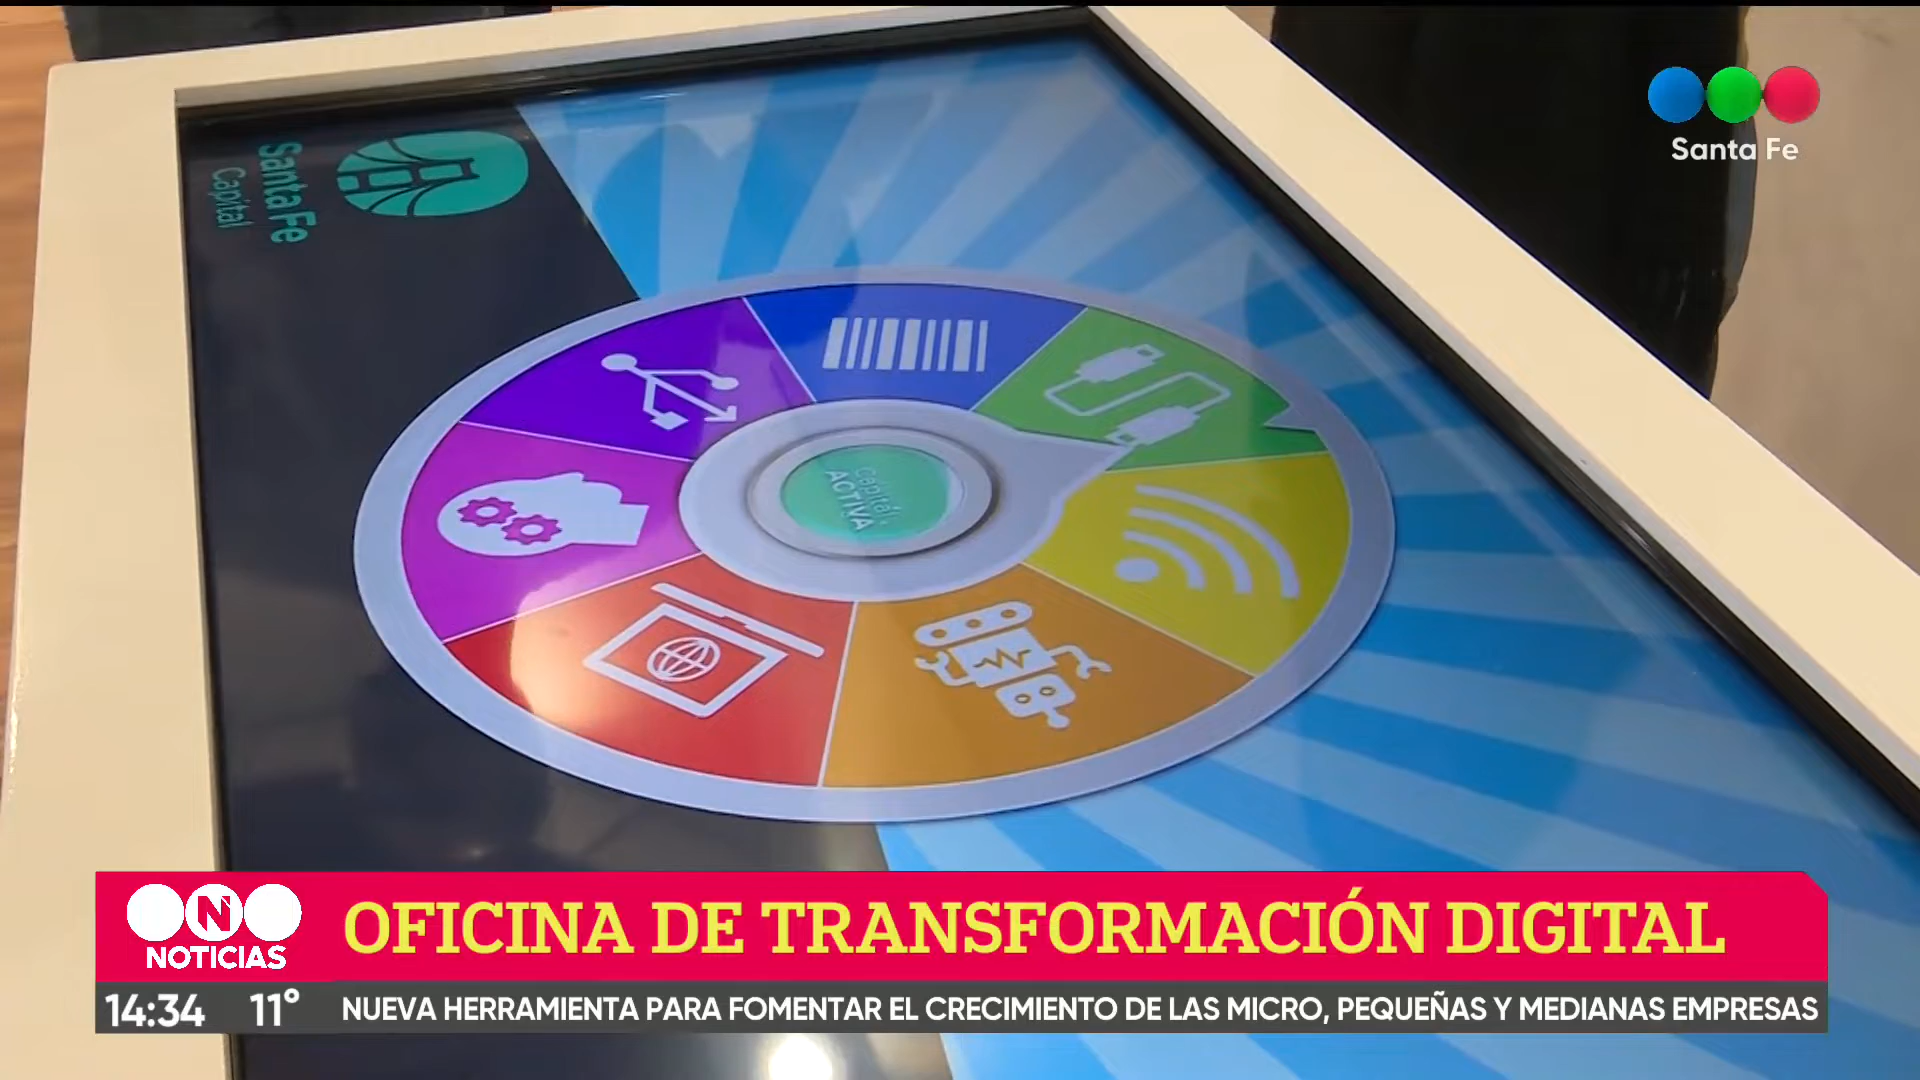 Santa Fe
Santa Fe
Capital
Capital
ACTIVA
N
NOTICIAS
OFICINA DE TRANSFORMACIÓN DIGITAL
14:34 11°
NUEVA HERRAMIENTA PARA FOMENTAR EL CRECIMIENTO DE LAS MICRO, PEQUEÑAS Y MEDIANAS EMPRESAS